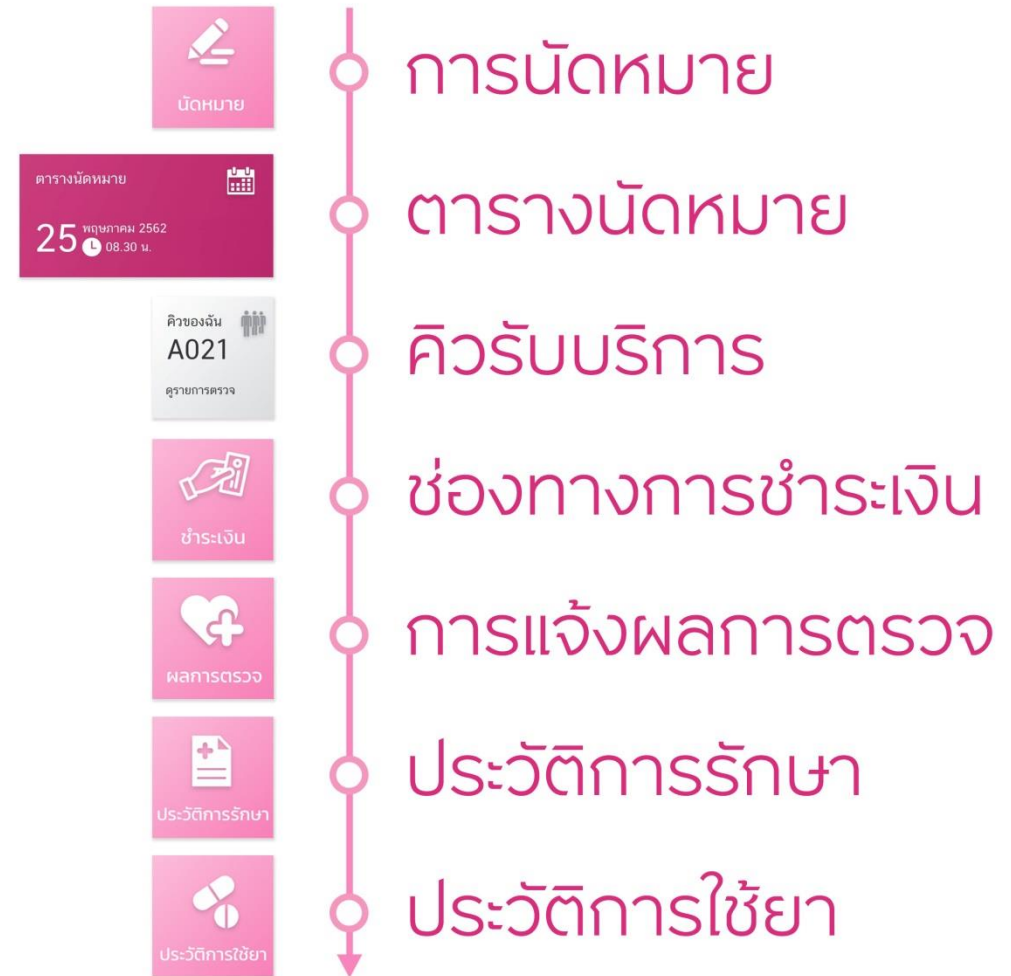 นัดหมาย
การนัดหมาย
ตารางนัดหมาย
25 พฤษภาคม 2562
08.30 น.
ตารางนัดหมาย
คิวของฉัน
A021
ดูรายการตรวจ
คิวรับบริการ
ชำระเงิน
ช่องทางการชำระเงิน
ผลการตรวจ
การแจ้งผลการตรวจ
ประวัติการรักษา
ประวัติการรักษา
ประวัติการใช้ยา
ประวัติการใช้ยา